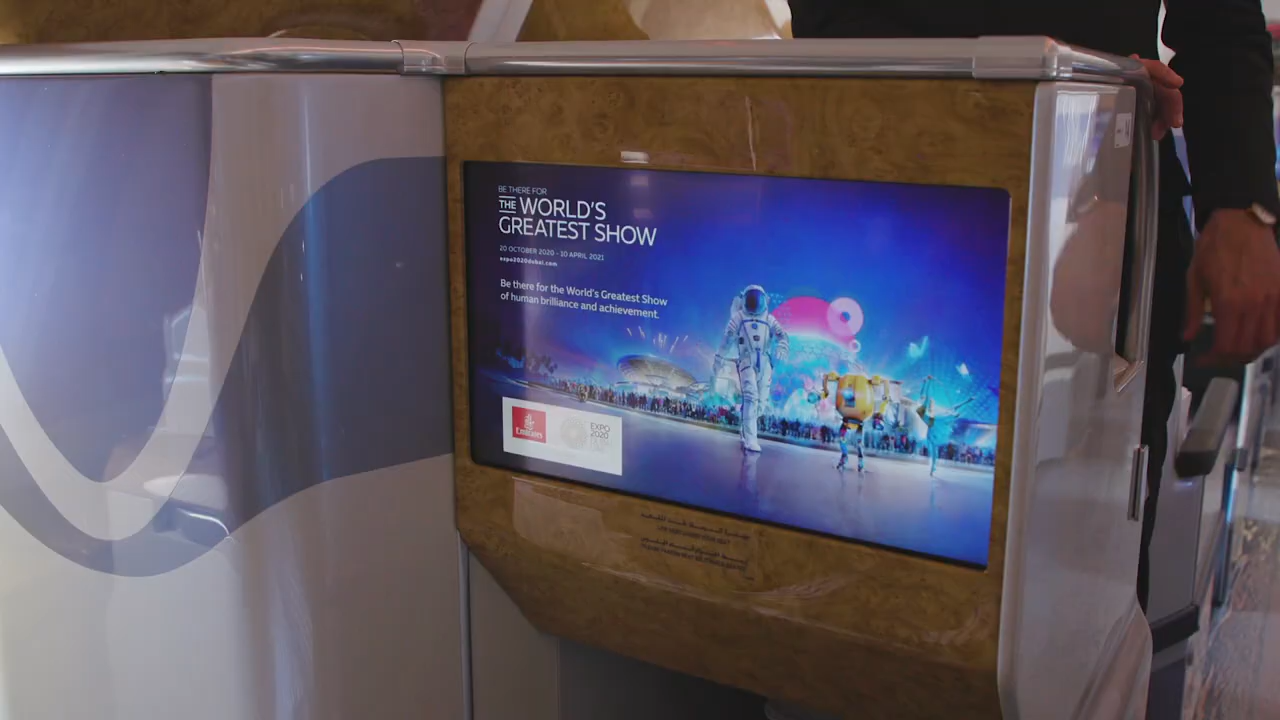 BE THERE FOR
THE WORLD'S
GREATEST SHOW
20 OCTOBER 2020 - 10 APRIL 2021
expo2020dubai.com
Be there for the World's Greatest Show
of human brilliance and achievement.
Emirates
EXPO
2020